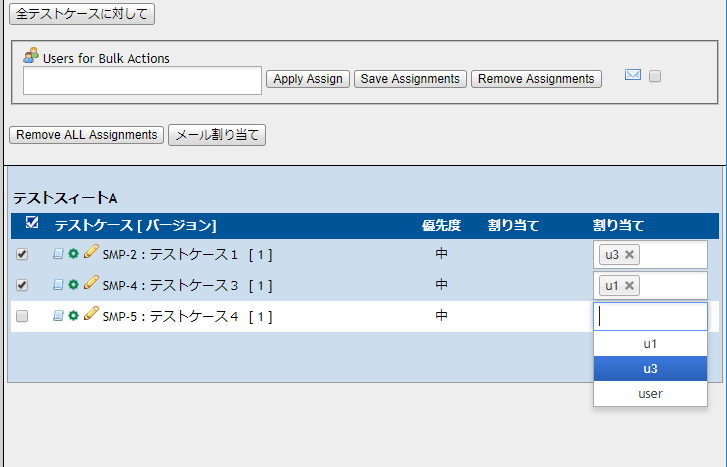 全テストケースに対して
Users for Bulk Actions
Apply Assign Save Assignments Remove Assignments
Remove ALL Assignments メール割り当て
テストスィートA
テストケース [ バージョン] 優先度 割り当て 割り当て
SMP-2 : テストケース１ [ 1 ] 中 u3 ×
SMP-4 : テストケース３ [ 1 ] 中 u1 ×
SMP-5 : テストケース４ [ 1 ] 中
u1
u3
user